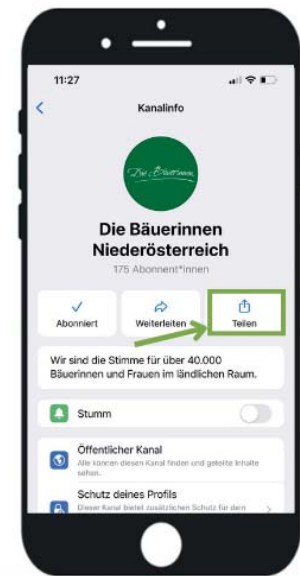 11:27
Kanalinfo
Die Bäuerinnen
Die Bäuerinnen
Niederösterreich
175 Abonnent*innen
Abonniert
Weiterleiten
Teilen
Wir sind die Stimme für über 40.000
Bäuerinnen und Frauen im ländlichen Raum.
Stumm
Öffentlicher Kanal
Alle können diesen Kanal finden und geteilte Inhalte
sehen.
Schutz deines Profils
Dieser Kanal bietet zusätzlichen Schutz für dein